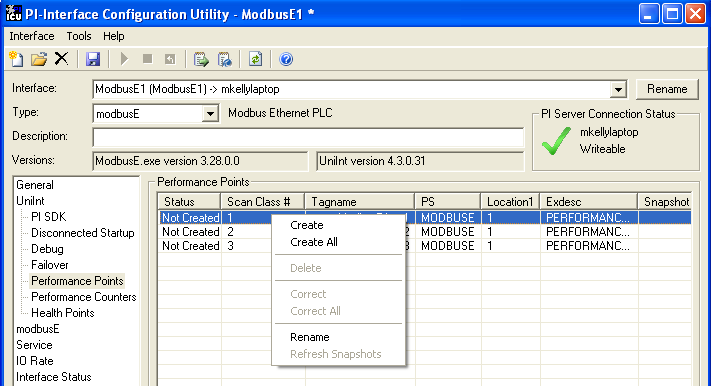 PI-Interface Configuration Utility - ModbusE1 *
Interface Tools Help
Interface: ModbusE1 (ModbusE1) -> mkellylaptop Rename
Type: modbusE Modbus Ethernet PLC
PI Server Connection Status
mkellylaptop
Writeable
Description:
Versions: ModbusE.exe version 3.28.0.0 UniInt version 4.3.0.31
General
UniInt
PI SDK
Disconnected Startup
Debug
Failover
Performance Points
Performance Counters
Health Points
modbusE
Service
IO Rate
Interface Status
Performance Points
Status Scan Class # Tagname PS Location1 Exdesc Snapshot
Not Created 1 MODBUSE 1 PERFORMANC...
Not Created 2 2 MODBUSE 1 PERFORMANC...
Not Created 3 3 MODBUSE 1 PERFORMANC...
Create
Create All
Delete
Correct
Correct All
Rename
Refresh Snapshots